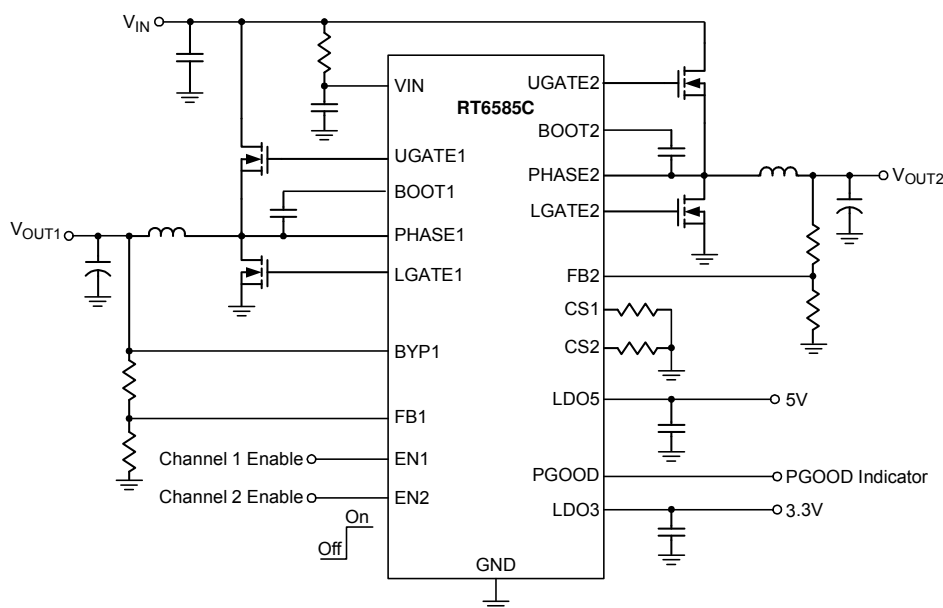 VIN
RT6585C
VIN
UGATE1
BOOT1
PHASE1
LGATE1
BYP1
FB1
EN1
EN2
GND
UGATE2
BOOT2
PHASE2
LGATE2
FB2
CS1
CS2
LDO5
PGOOD
LDO3
VOUT1
Channel 1 Enable
Channel 2 Enable
On
Off
VOUT2
5V
PGOOD Indicator
3.3V